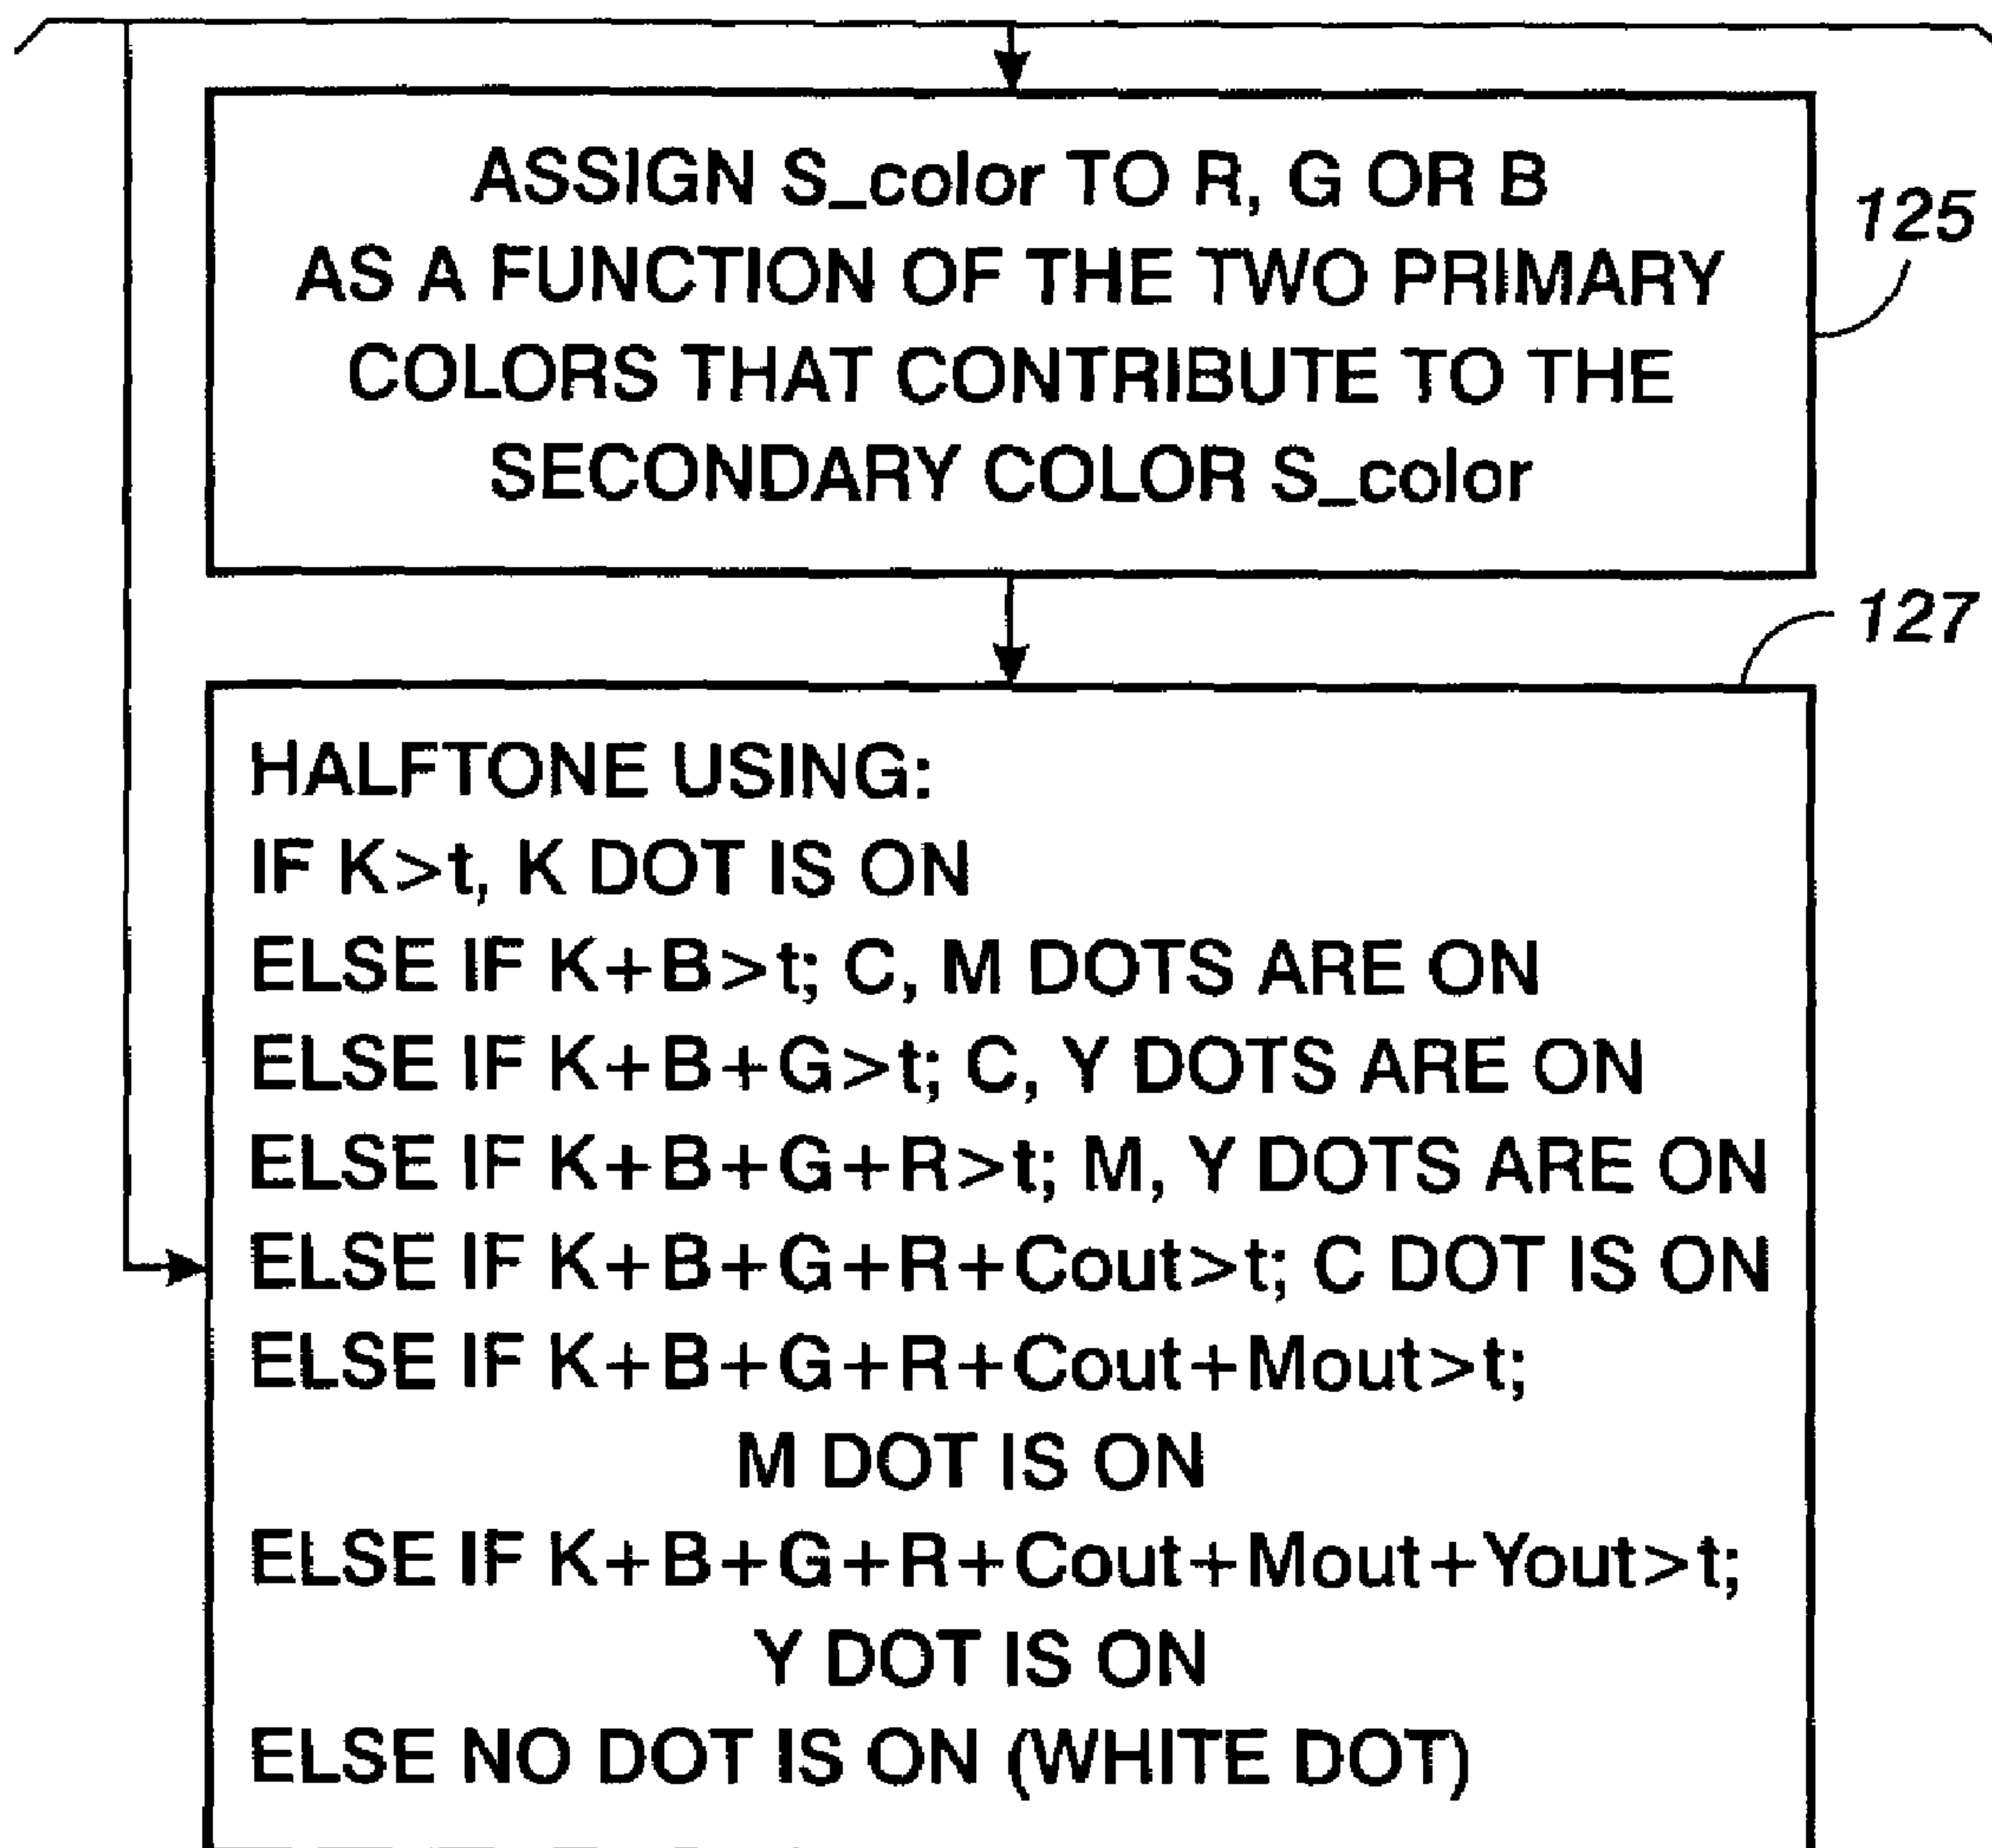 ASSIGN S_color TO R, G OR B
AS A FUNCTION OF THE TWO PRIMARY
COLORS THAT CONTRIBUTE TO THE
SECONDARY COLOR S_color
125
127
HALFTONE USING:
IF K>t, K DOT IS ON
ELSE IF K+B>t; C, M DOTS ARE ON
ELSE IF K+B+G>t; C, Y DOTS ARE ON
ELSE IF K+B+G+R>t; M, Y DOTS ARE ON
ELSE IF K+B+G+R+Cout>t; C DOT IS ON
ELSE IF K+B+G+R+Cout+Mout>t;
M DOT IS ON
ELSE IF K+B+G+R+Cout+Mout+Yout>t;
Y DOT IS ON
ELSE NO DOT IS ON (WHITE DOT)